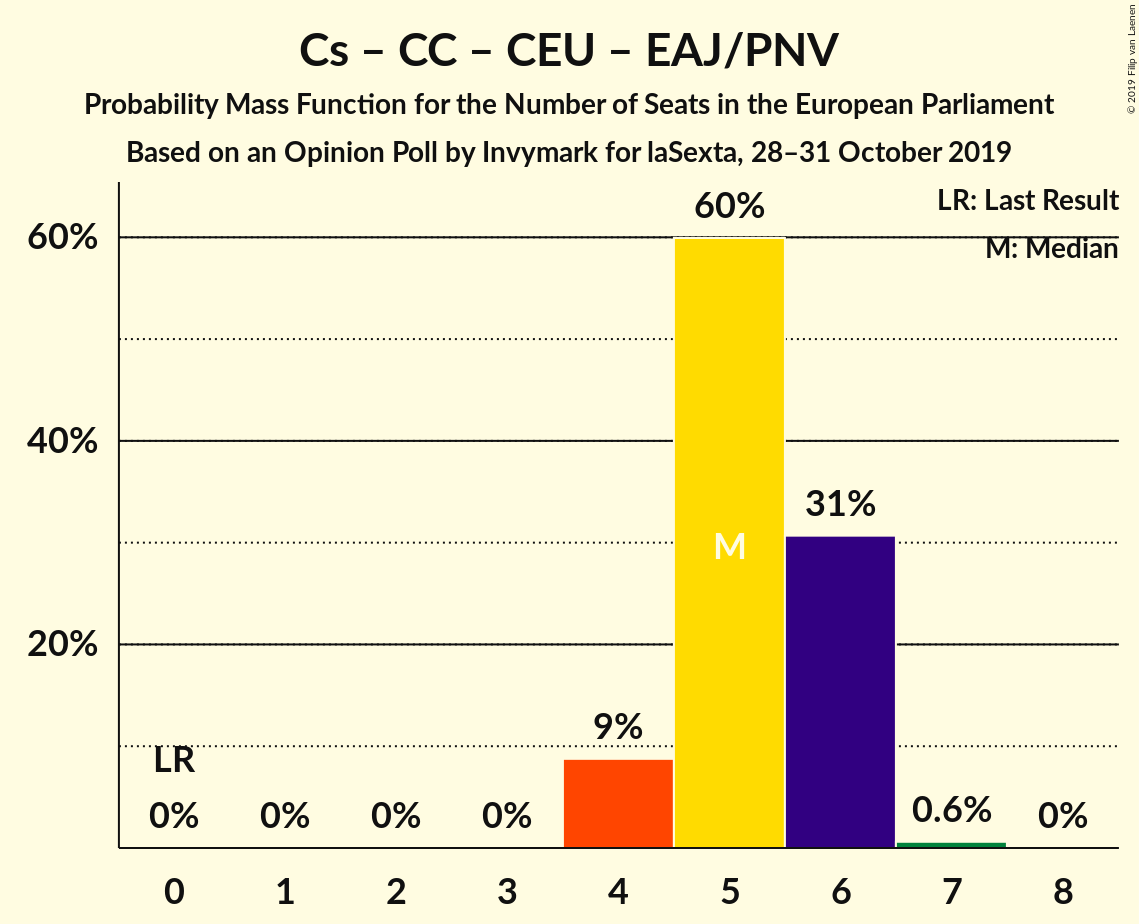 Cs – CC – CEU – EAJ/PNV
Probability Mass Function for the Number of Seats in the European Parliament
Based on an Opinion Poll by Invymark for laSexta, 28–31 October 2019
© 2019 Filip van Laenen
LR: Last Result
M: Median
60%
40%
20%
LR
0%
0%
0%
0%
9%
60%
M
31%
0.6%
0%
0 1 2 3 4 5 6 7 8